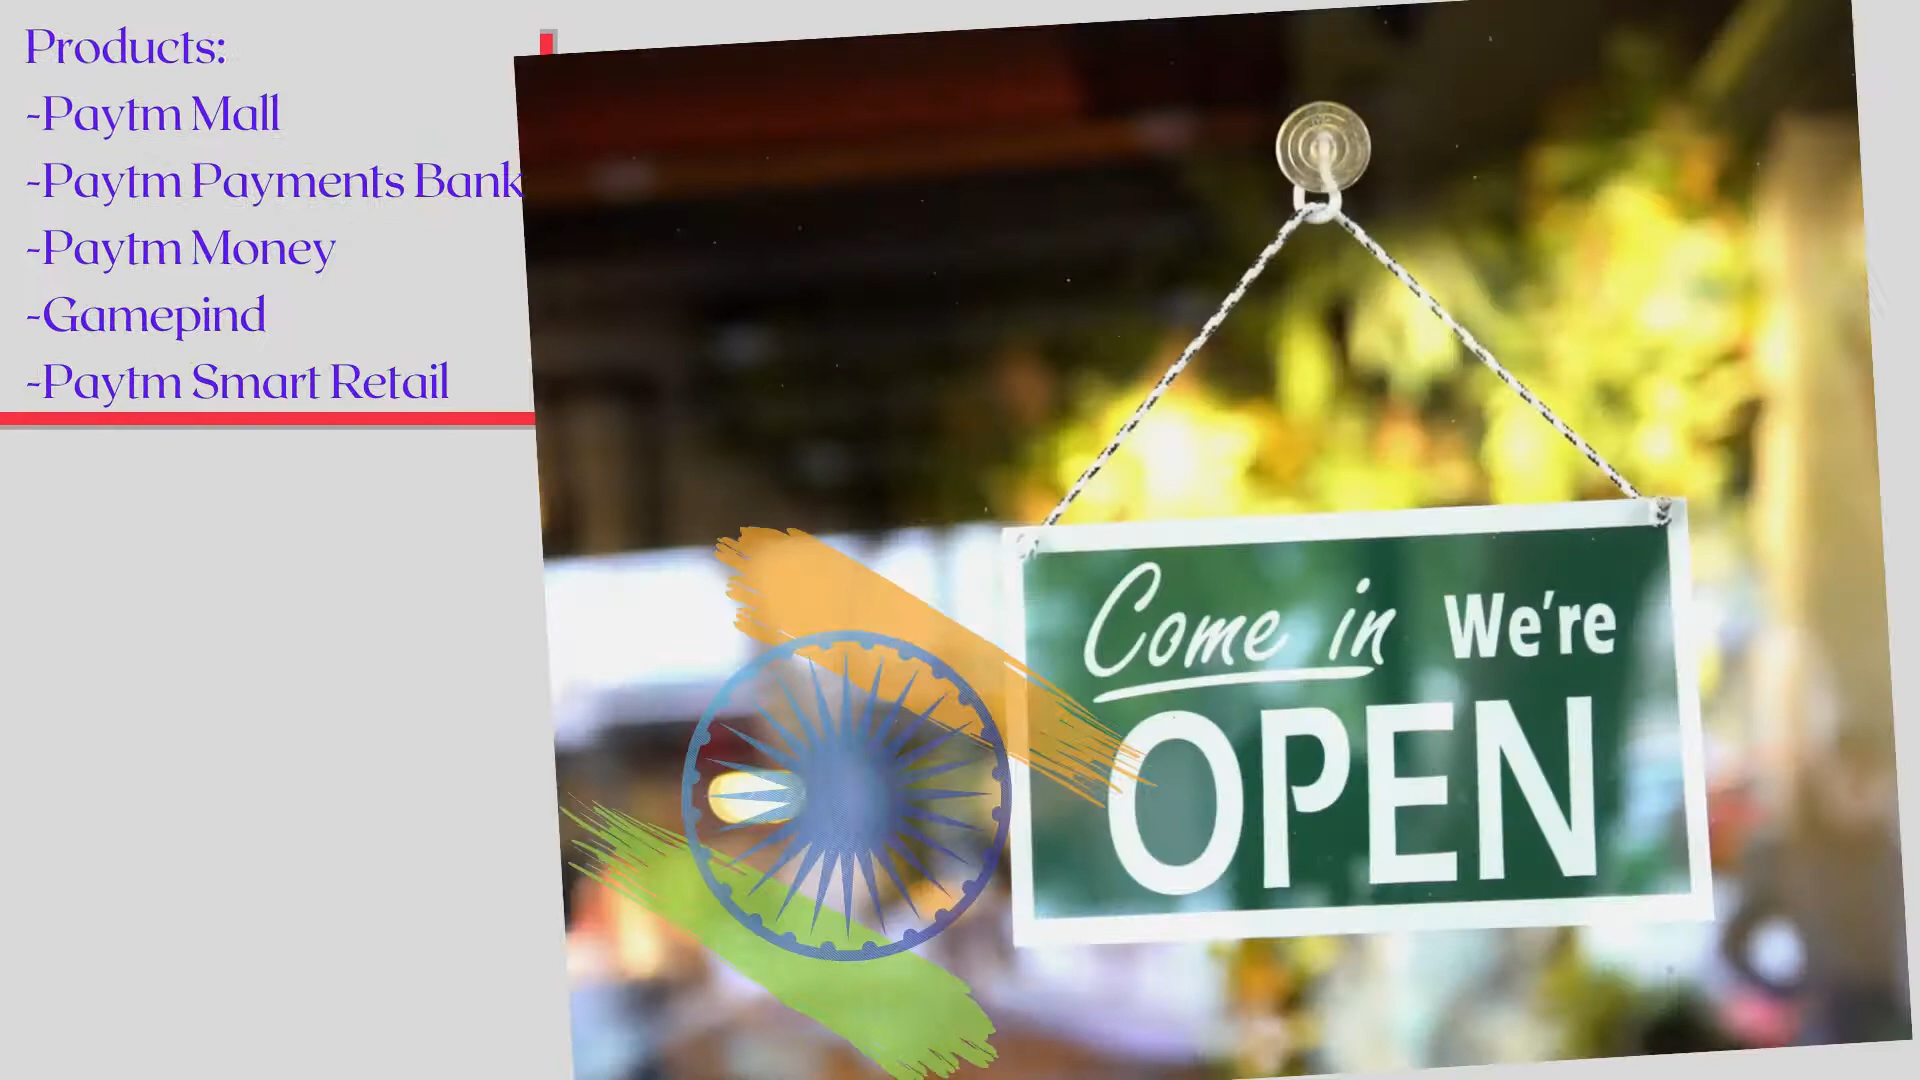 Products:
-Paytm Mall
-Paytm Payments Bank
-Paytm Money
-Gamepind
-Paytm Smart Retail
Come in We're
OPEN